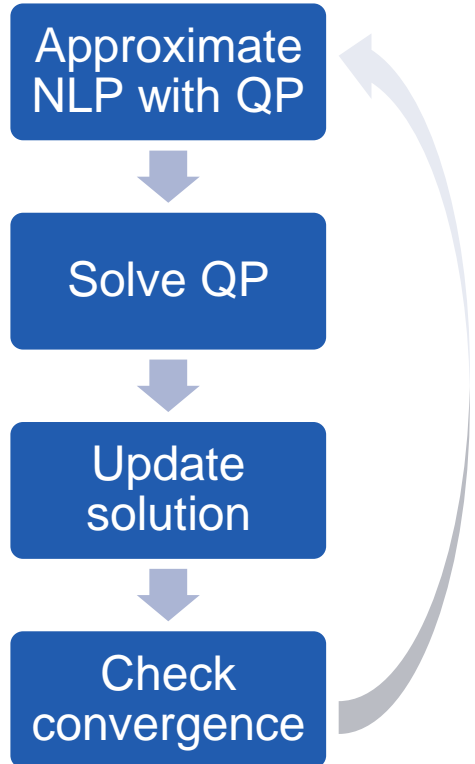 Approximate
NLP with QP
Solve QP
Update
solution
Check
convergence